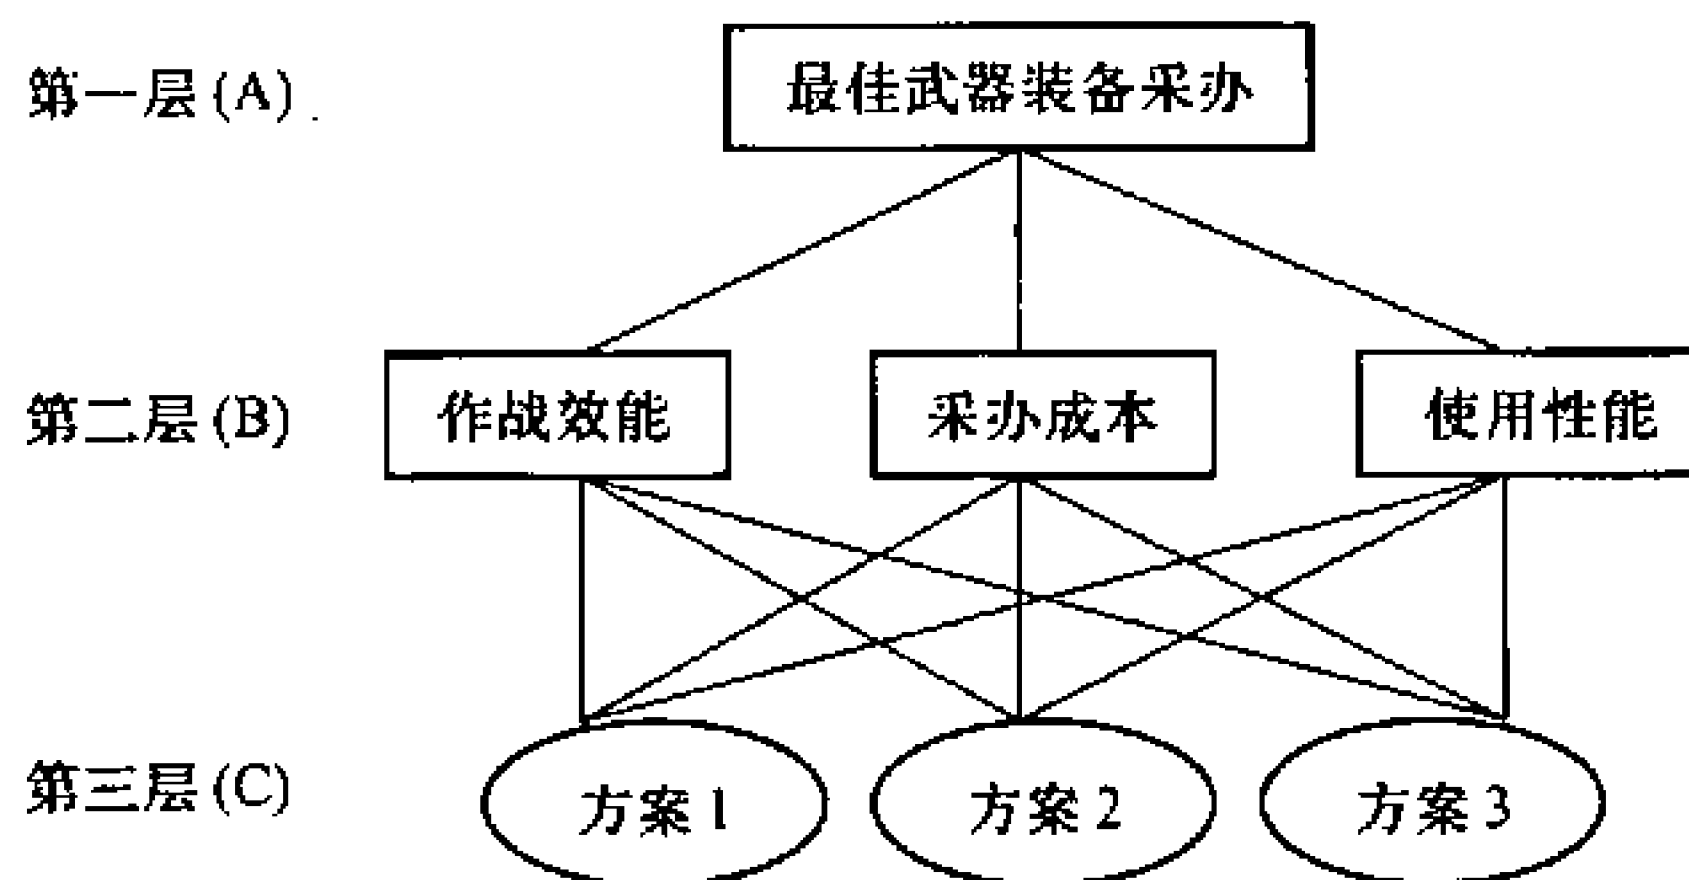 第一层(A)
最佳武器装备采办
第二层(B)
作战效能
采办成本
使用性能
第三层(C)
方案1
方案2
方案3